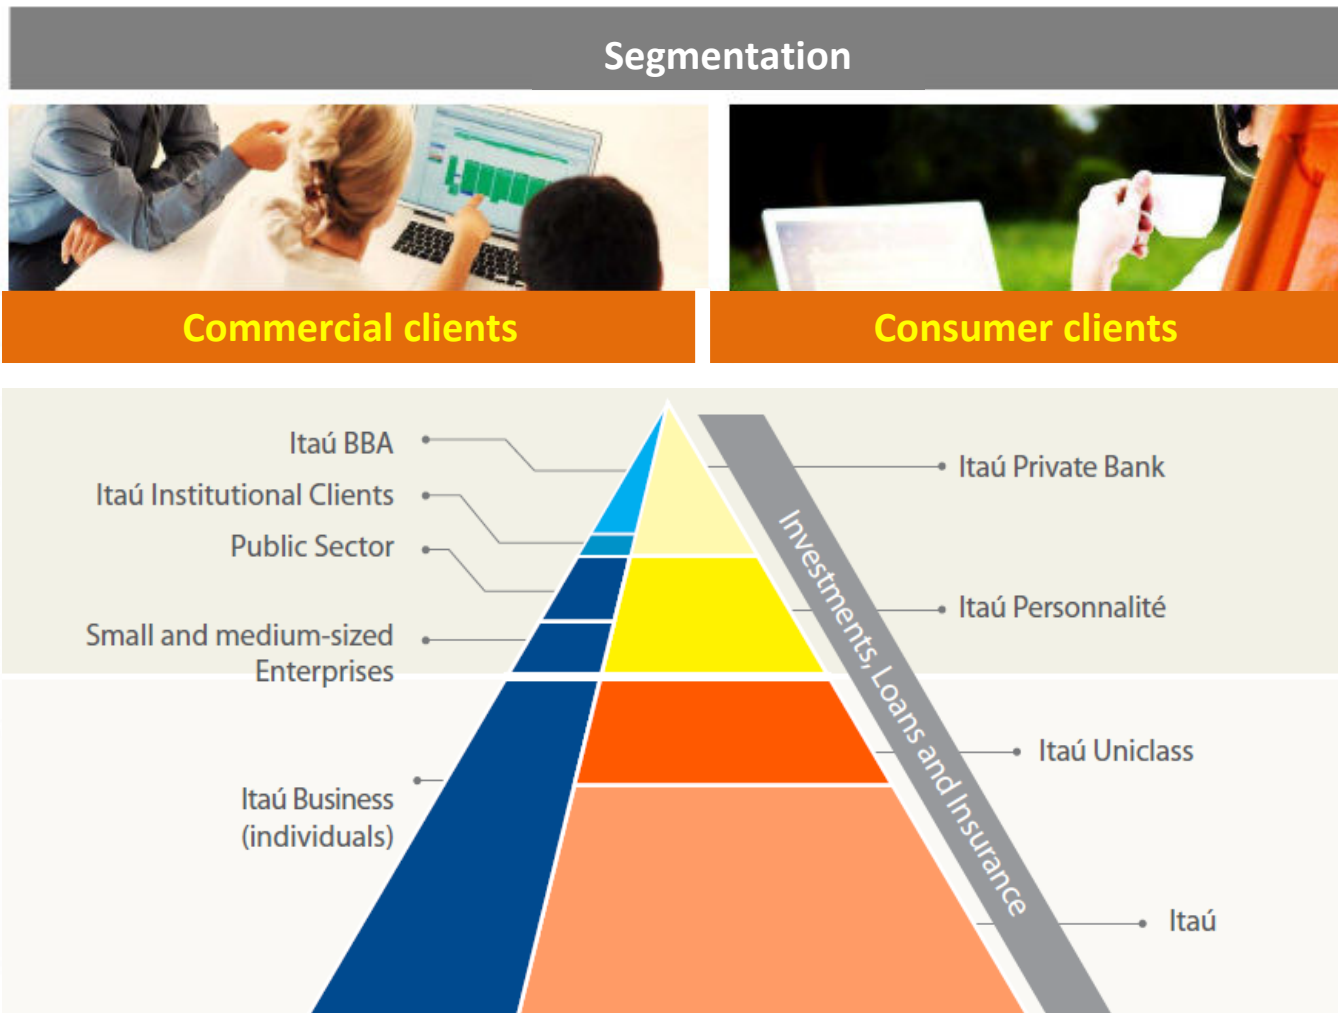 Segmentation
Commercial clients
Consumer clients
Itaú BBA
Itaú Institutional Clients
Public Sector
Small and medium-sized
Enterprises
Itaú Business
(individuals)
Itaú Private Bank
Itaú Personnalité
Itaú Uniclass
Itaú
Investments, Loans and Insurance